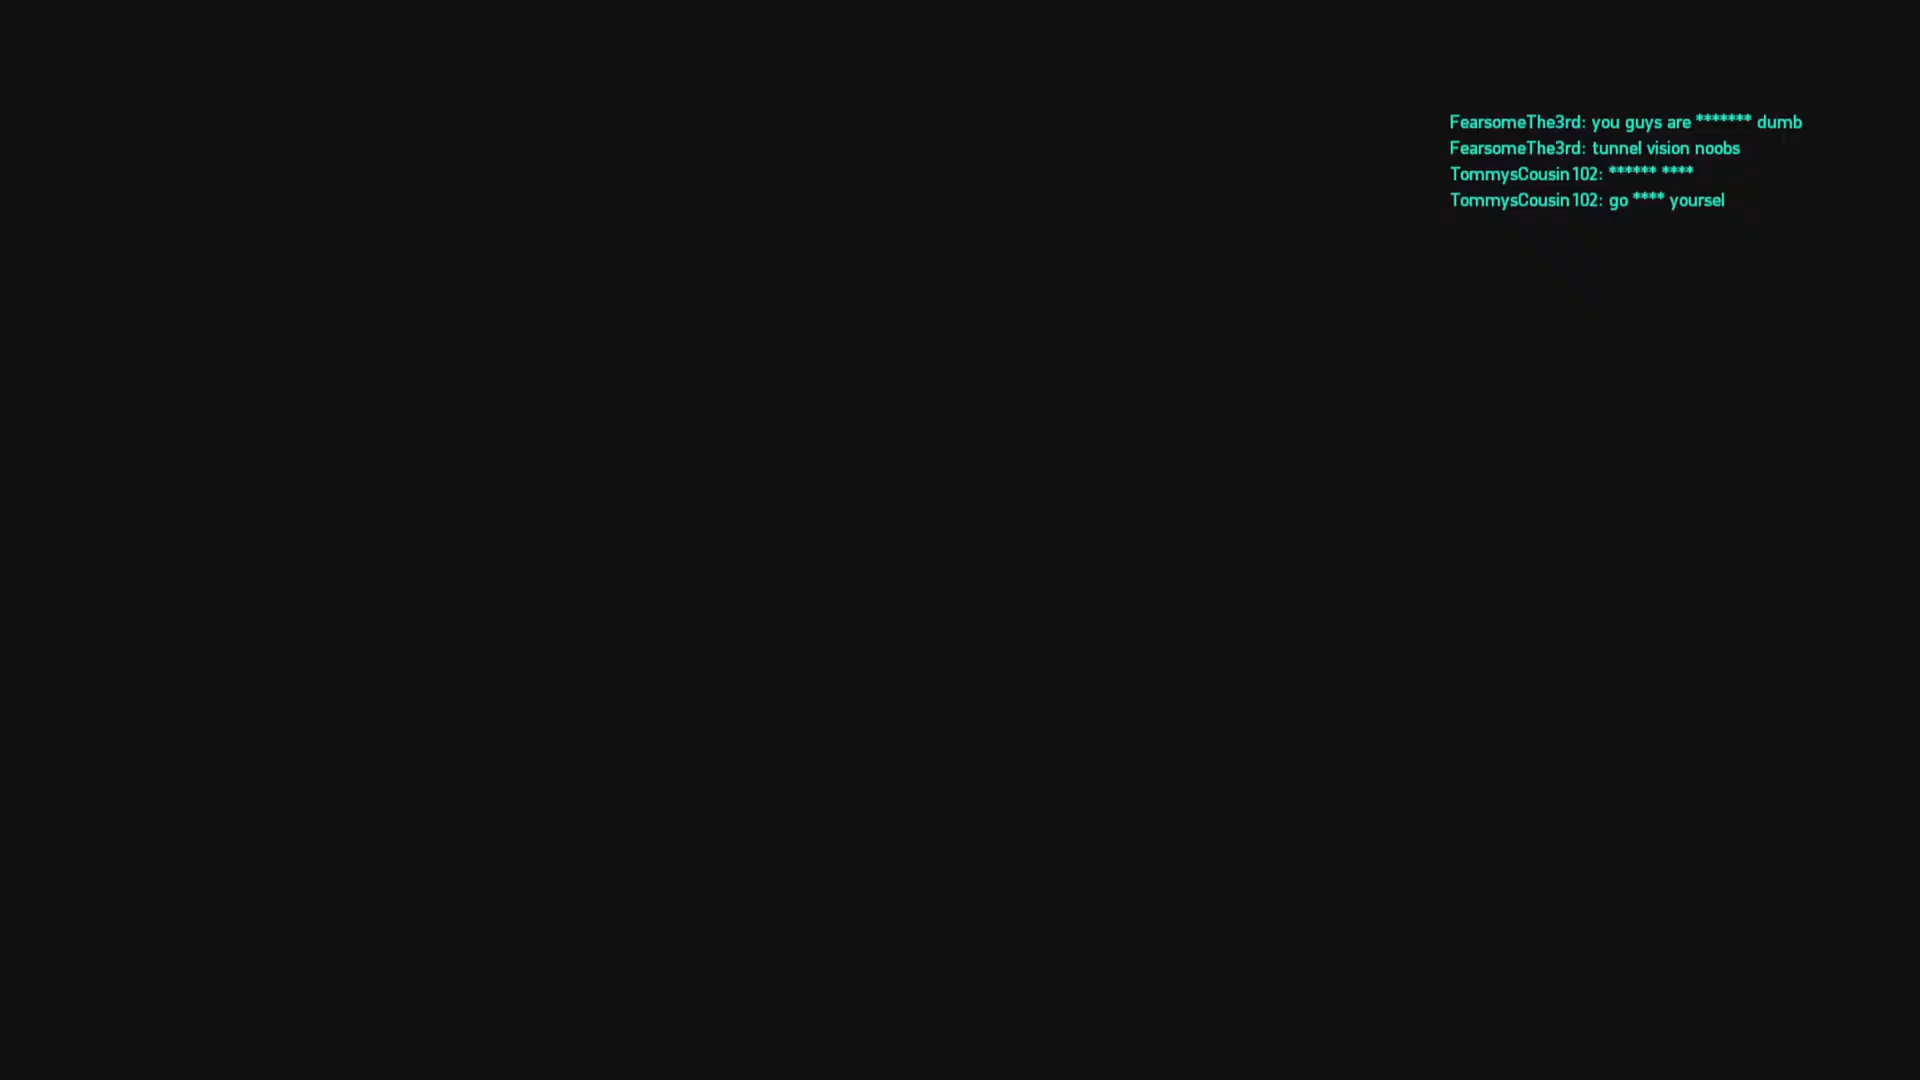 FearsomeThe3rd: you guys are ******* dumb
FearsomeThe3rd: tunnel vision noobs
TommysCousin102: ****** ****
TommysCousin102: go **** yoursel